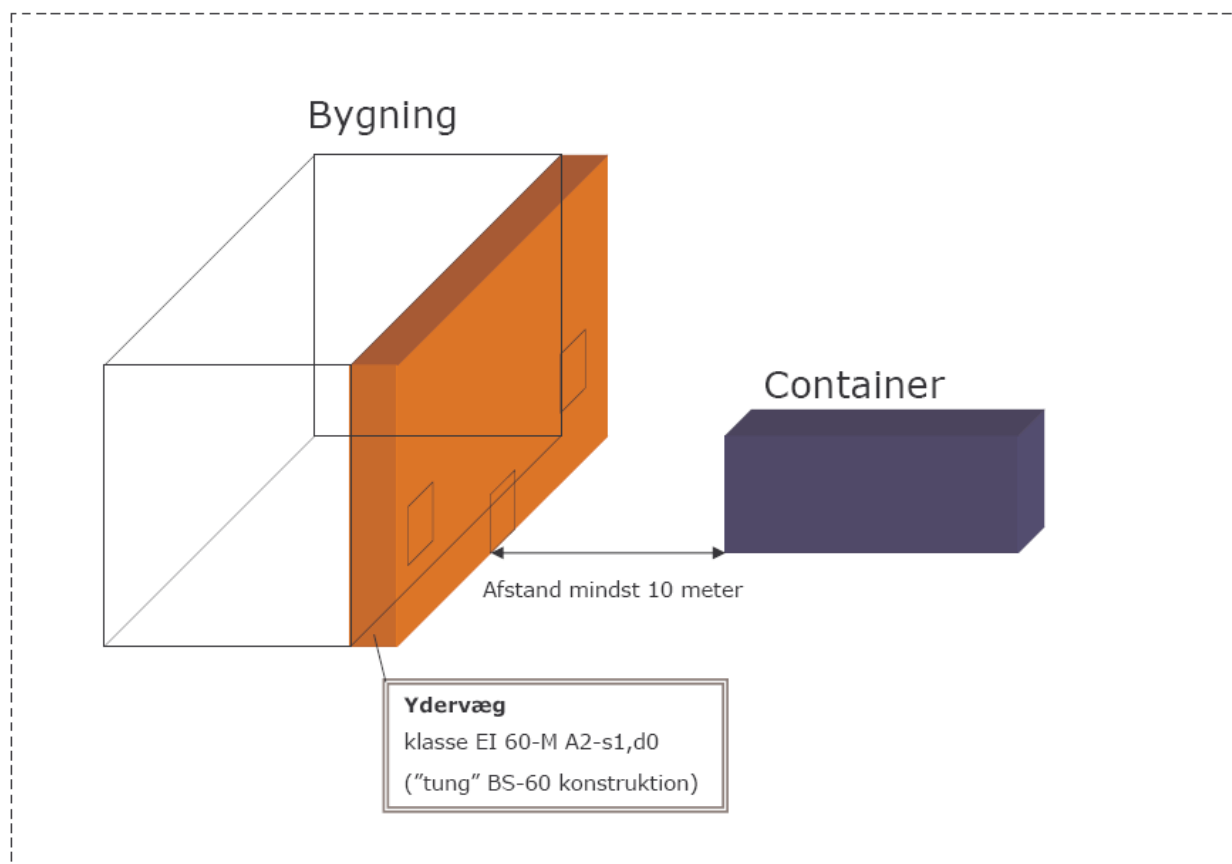 Bygning
Container
Afstand mindst 10 meter
Ydervæg
klasse EI 60-M A2-s1,d0
(”tung” BS-60 konstruktion)